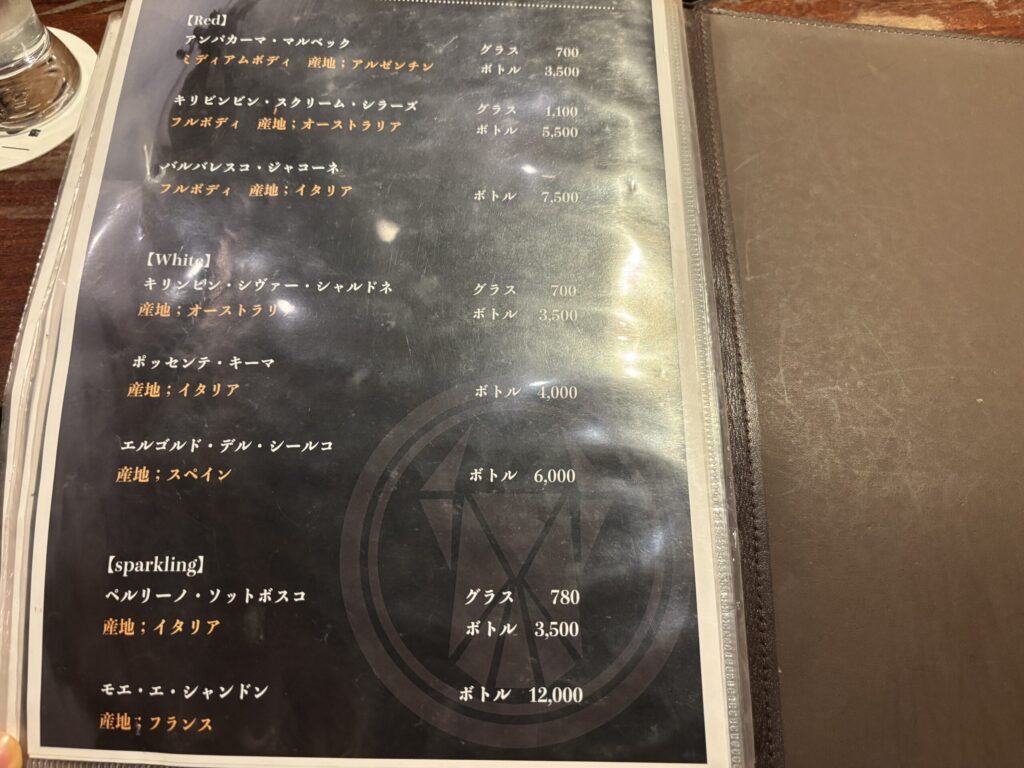 【Red】
アンパカーマ・マルベック グラス 700
ミディアムボディ 産地；アルゼンチン ボトル 3,500
キリビンビン・スクリーム・シラーズ グラス 1,100
フルボディ 産地；オーストラリア ボトル 5,500
バルバレスコ・ジャコーネ
フルボディ 産地；イタリア ボトル 7,500
【White】
キリンビン・シヴァー・シャルドネ グラス 700
産地；オーストラリア ボトル 3,500
ポッセンテ・キーマ
産地；イタリア ボトル 4,000
エルゴルド・デル・シールコ
産地；スペイン ボトル 6,000
【sparkling】
ペルリーノ・ソットボスコ グラス 780
産地；イタリア ボトル 3,500
モエ・エ・シャンドン ボトル 12,000
産地；フランス